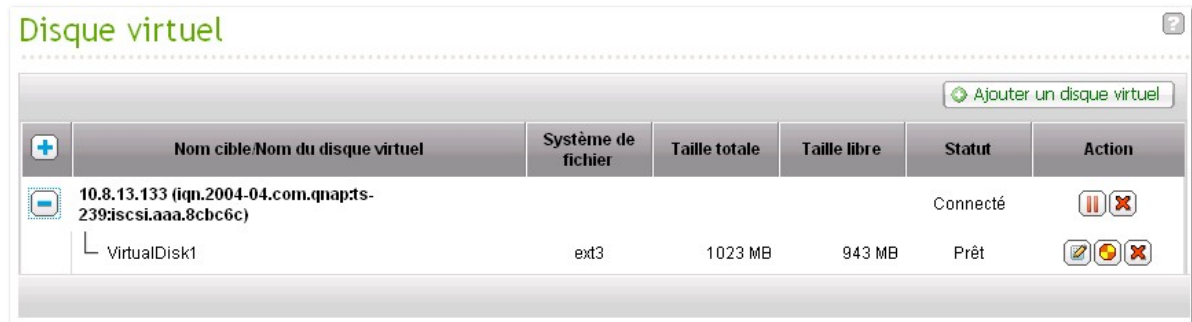 Disque virtuel
?
Ajouter un disque virtuel
Nom cible/Nom du disque virtuel
Système de fichier
Taille totale
Taille libre
Statut
Action
10.8.13.133 (iqn.2004-04.com.qnap:ts-
239:iscsi.aaa.8cbc6c)
Connecté
VirtualDisk1
ext3
1023 MB
943 MB
Prêt